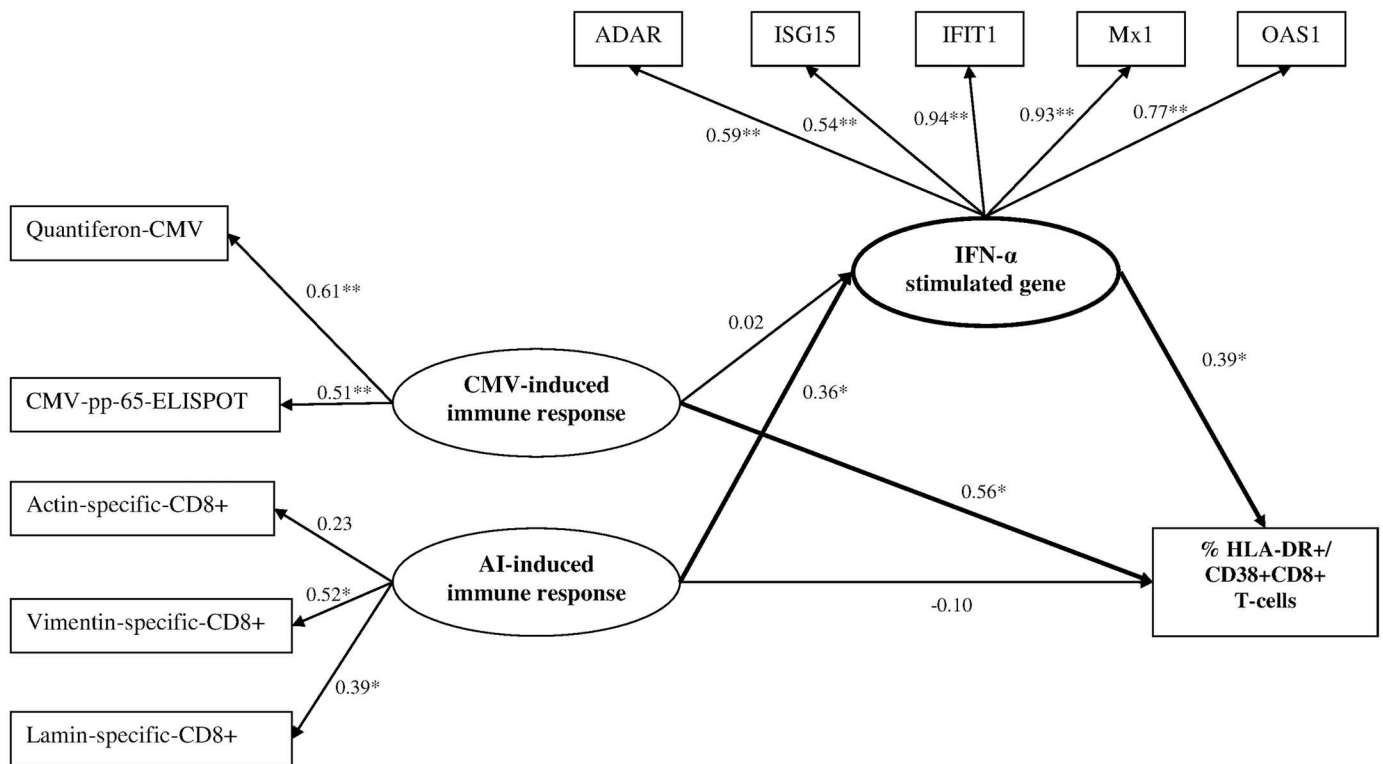 ADAR
ISG15
IFIT1
Mx1
OAS1
0.59**
0.54**
0.94**
0.93**
0.77**
Quantiferon-CMV
IFN-α
stimulated gene
0.61**
0.02
CMV-pp-65-ELISPOT
0.51**
CMV-induced
immune response
0.36*
0.39*
Actin-specific-CD8+
0.23
0.56*
AI-induced
immune response
% HLA-DR+/
CD38+CD8+
T-cells
Vimentin-specific-CD8+
0.52*
-0.10
0.39*
Lamin-specific-CD8+